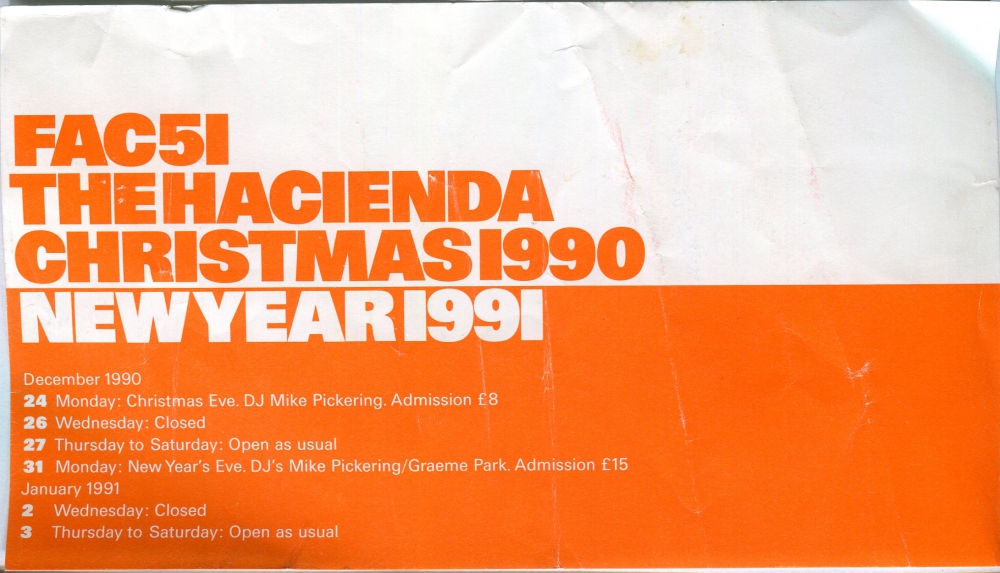 FAC51
THE HACIENDA
CHRISTMAS 1990
NEW YEAR 1991
December 1990
24 Monday: Christmas Eve. DJ Mike Pickering. Admission £8
26 Wednesday: Closed
27 Thursday to Saturday: Open as usual
31 Monday: New Year's Eve. DJ's Mike Pickering/Graeme Park. Admission £15
January 1991
2 Wednesday: Closed
3 Thursday to Saturday: Open as usual